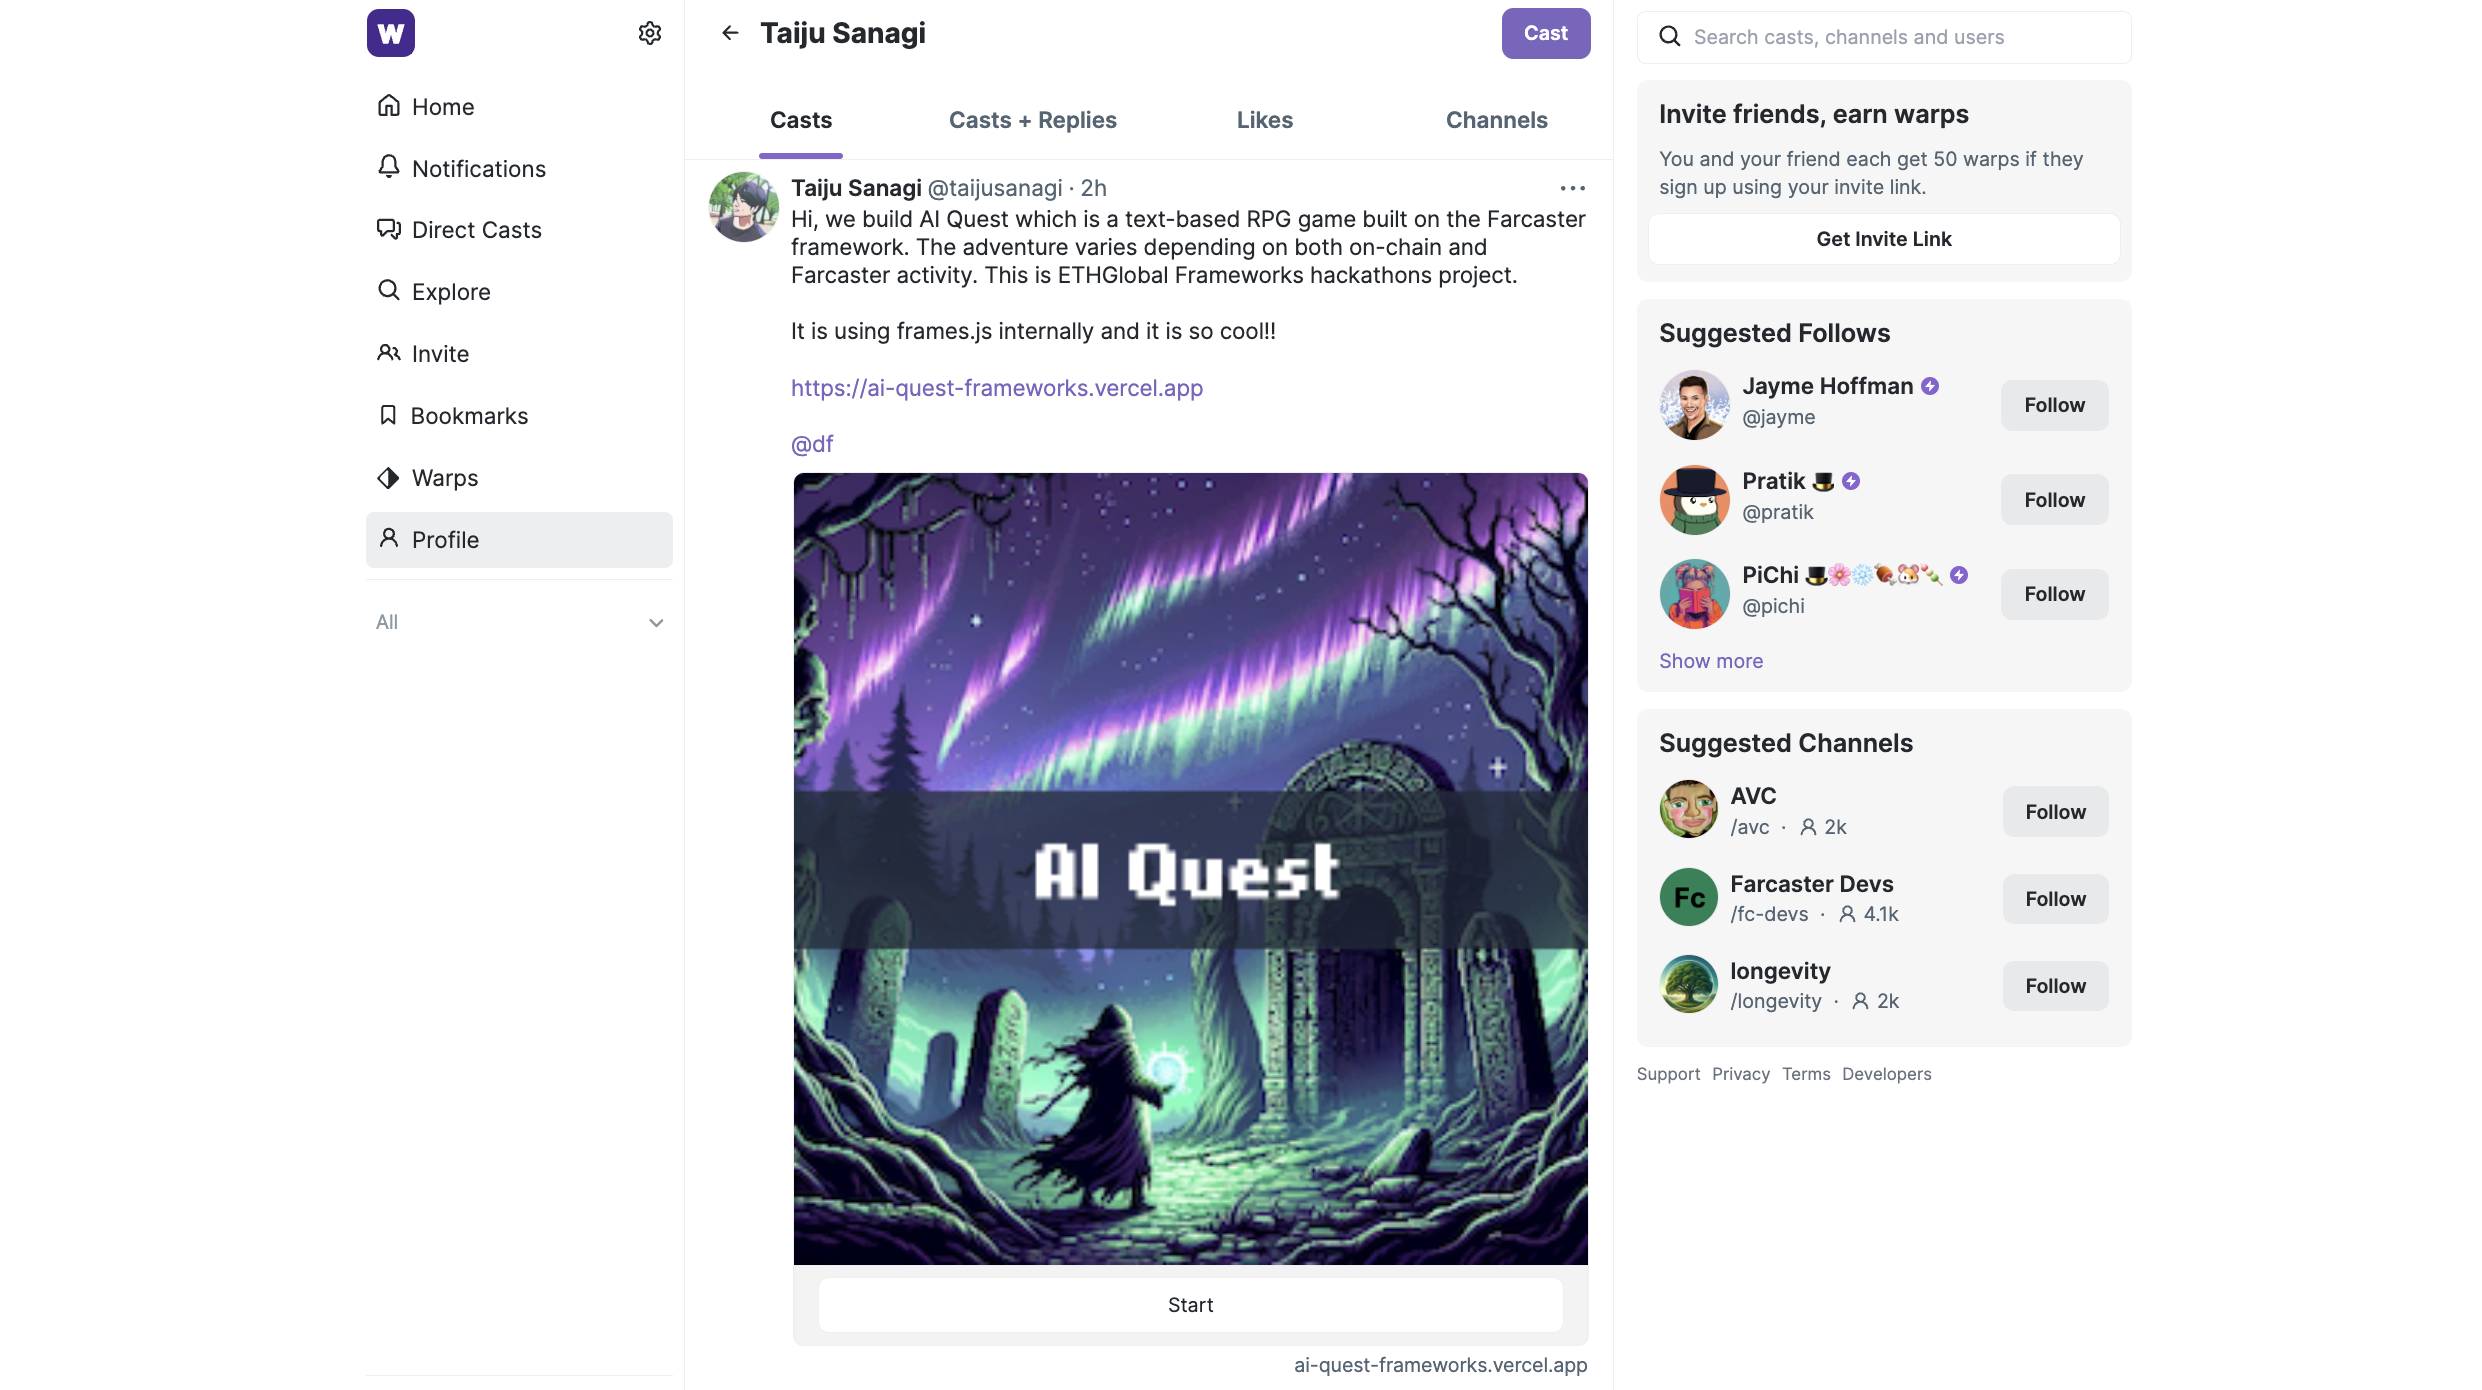 W
Home
Notifications
Direct Casts
Explore
Invite
Bookmarks
Warps
Profile
All
Taiju Sanagi
Cast
Casts
Casts + Replies
Likes
Channels
Taiju Sanagi @taijusanagi · 2h
Hi, we build AI Quest which is a text-based RPG game built on the Farcaster
framework. The adventure varies depending on both on-chain and
Farcaster activity. This is ETHGlobal Frameworks hackathons project.
It is using frames.js internally and it is so cool!!
https://ai-quest-frameworks.vercel.app
@df
AI Quest
Start
ai-quest-frameworks.vercel.app
Search casts, channels and users
Invite friends, earn warps
You and your friend each get 50 warps if they
sign up using your invite link.
Get Invite Link
Suggested Follows
Jayme Hoffman
@jayme
Follow
Pratik 🎩
@pratik
Follow
PiChi 🎩🌸❄️🍖🐹🍡
@pichi
Follow
Show more
Suggested Channels
AVC
/avc · 2k
Follow
Fc
Farcaster Devs
/fc-devs · 4.1k
Follow
longevity
/longevity · 2k
Follow
Support Privacy Terms Developers